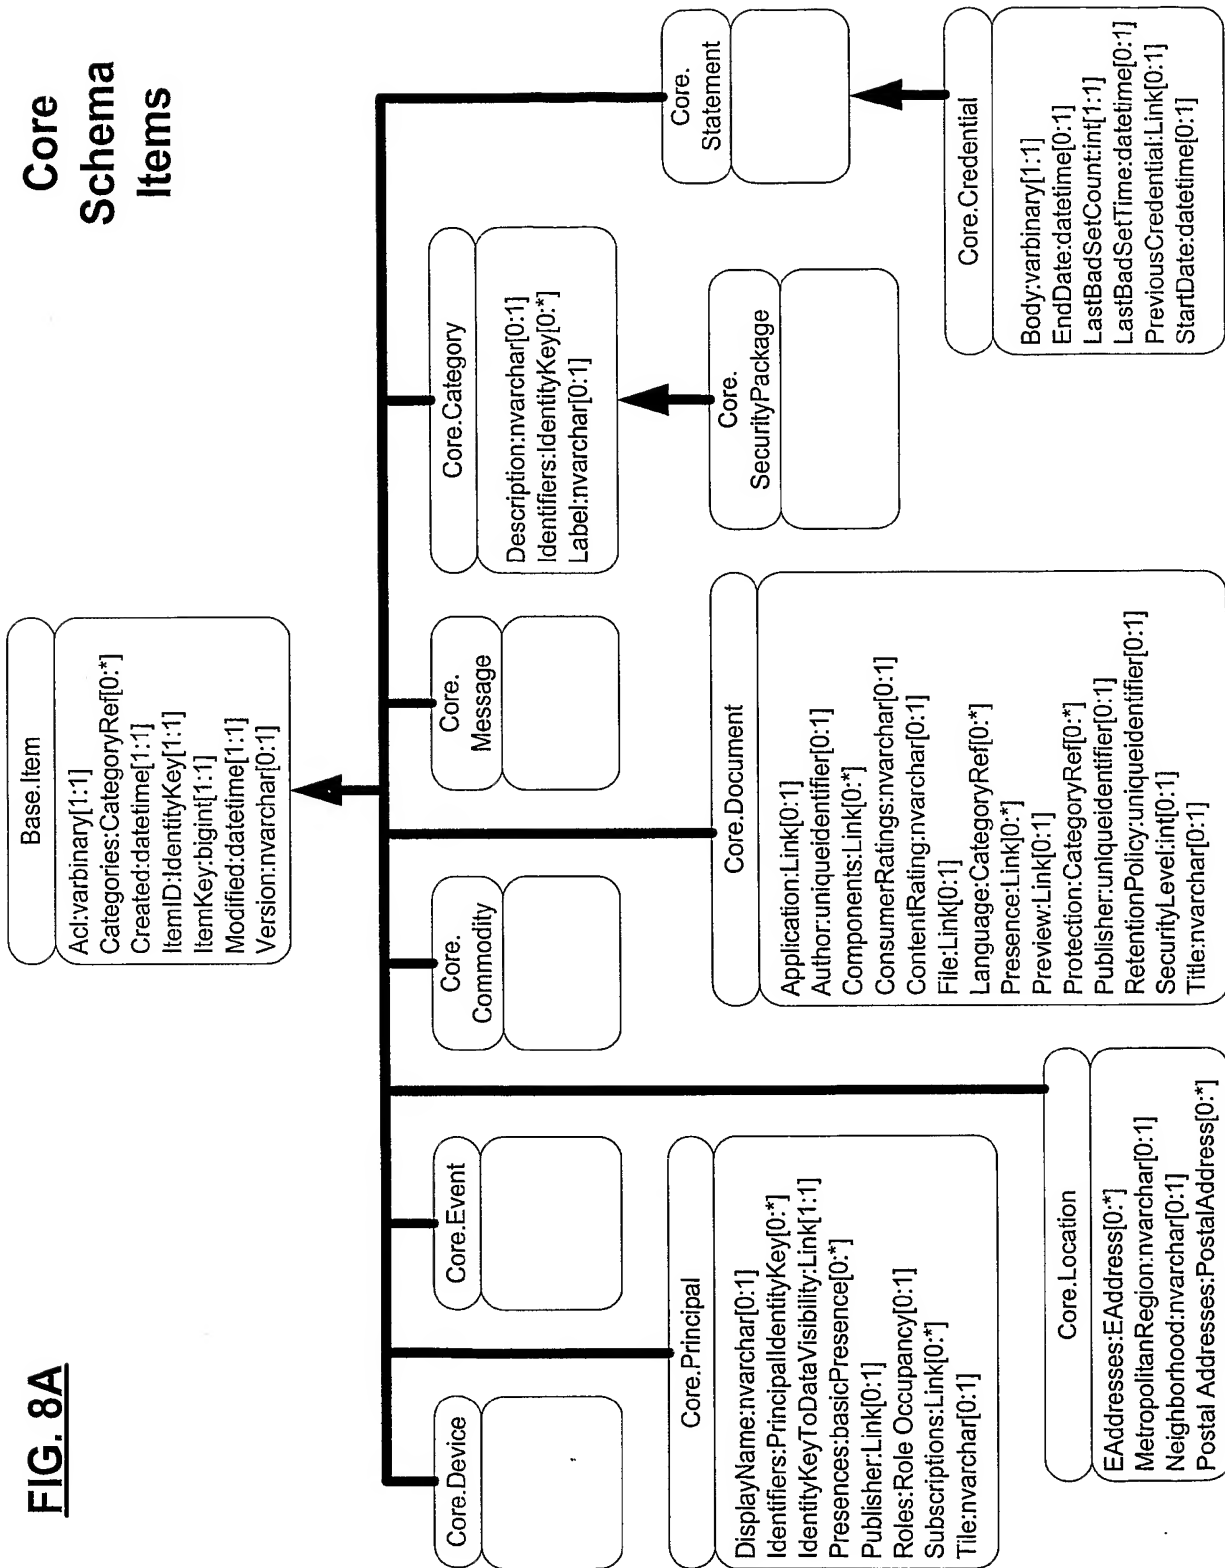 FIG. 8A
Core
Schema
Items
Base.Item
Acl:varbinary[1:1]
Categories:CategoryRef[0:*]
Created:datetime[1:1]
ItemID:IdentityKey[1:1]
ItemKey:bigint[1:1]
Modified:datetime[1:1]
Version:nvarchar[0:1]
Core.Device
Core.Event
Core.
Commodity
Core.
Message
Core.Category
Description:nvarchar[0:1]
Identifiers:IdentityKey[0:*]
Label:nvarchar[0:1]
Core.
Statement
Core.Principal
DisplayName:nvarchar[0:1]
Identifiers:PrincipalIdentityKey[0:*]
IdentityKeyToDataVisibility:Link[1:1]
Presences:basicPresence[0:*]
Publisher:Link[0:1]
Roles:Role Occupancy[0:1]
Subscriptions:Link[0:*]
Tile:nvarchar[0:1]
Core.Document
Application:Link[0:1]
Author:uniqueidentifier[0:1]
Components:Link[0:*]
ConsumerRatings:nvarchar[0:1]
ContentRating:nvarchar[0:1]
File:Link[0:1]
Language:CategoryRef[0:*]
Presence:Link[0:*]
Preview:Link[0:1]
Protection:CategoryRef[0:*]
Publisher:uniqueidentifier[0:1]
RetentionPolicy:uniqueidentifier[0:1]
SecurityLevel:int[0:1]
Title:nvarchar[0:1]
Core.
SecurityPackage
Core.Location
EAddresses:EAddress[0:*]
MetropolitanRegion:nvarchar[0:1]
Neighborhood:nvarchar[0:1]
Postal Addresses:PostalAddress[0:*]
Core.Credential
Body:varbinary[1:1]
EndDate:datetime[0:1]
LastBadSetCount:int[1:1]
LastBadSetTime:datetime[0:1]
PreviousCredential:Link[0:1]
StartDate:datetime[0:1]